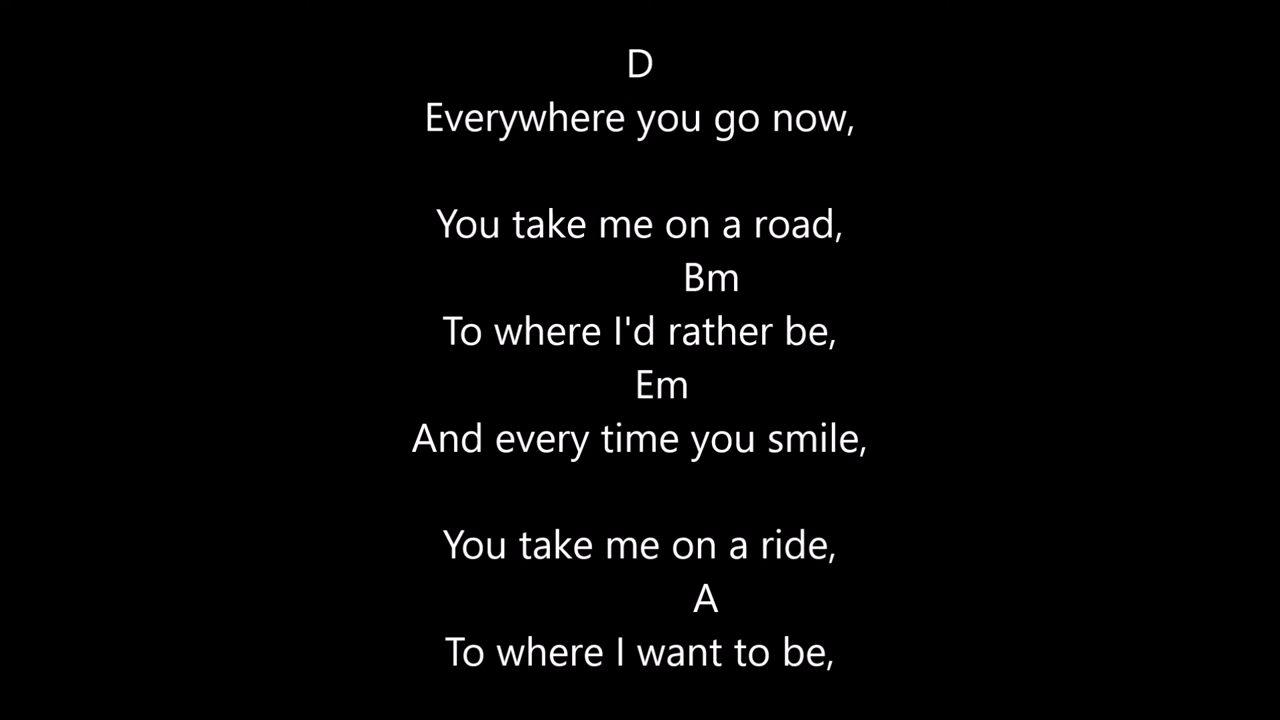 D
Everywhere you go now,
You take me on a road,
Bm
To where I'd rather be,
Em
And every time you smile,
You take me on a ride,
A
To where I want to be,